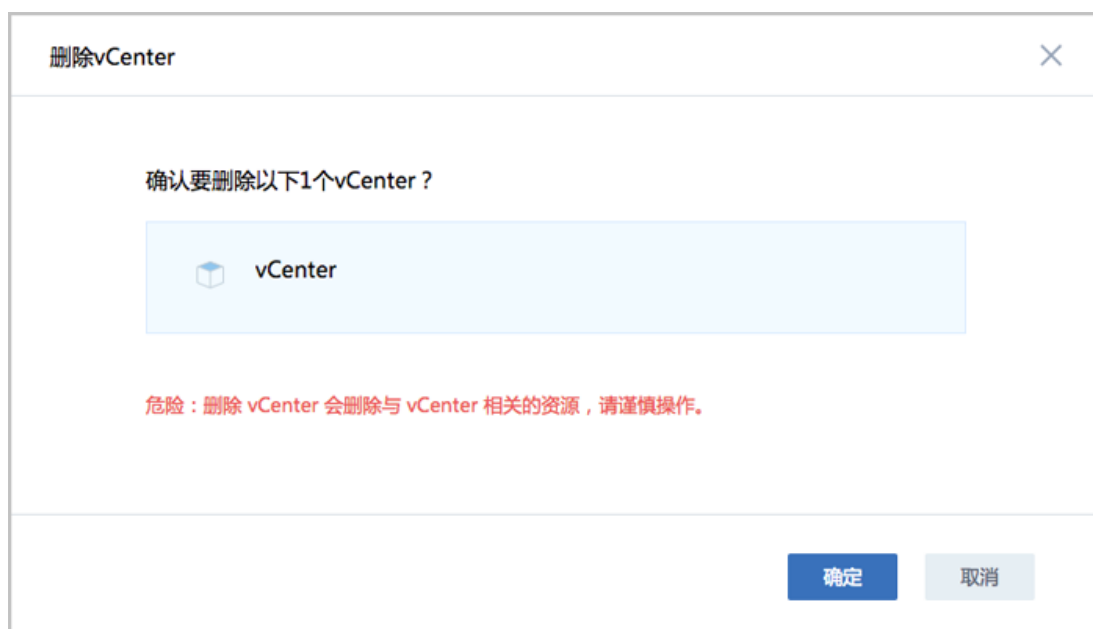 删除vCenter
确认要删除以下1个vCenter？
vCenter
危险：删除 vCenter 会删除与 vCenter 相关的资源，请谨慎操作。
确定
取消